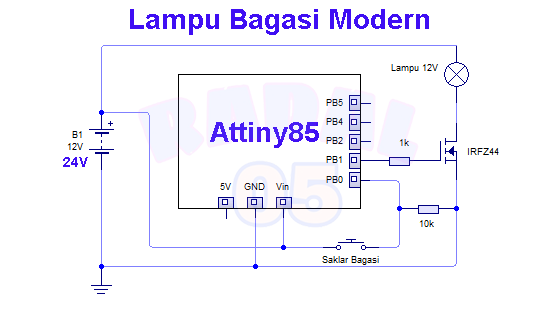 Lampu Bagasi Modern
Lampu 12V
PB5
Attiny85
PB4
B1
+
12V
24V
PB2
1k
IRFZ44
PB1
PB0
5V
GND
Vin
10k
Saklar Bagasi
05